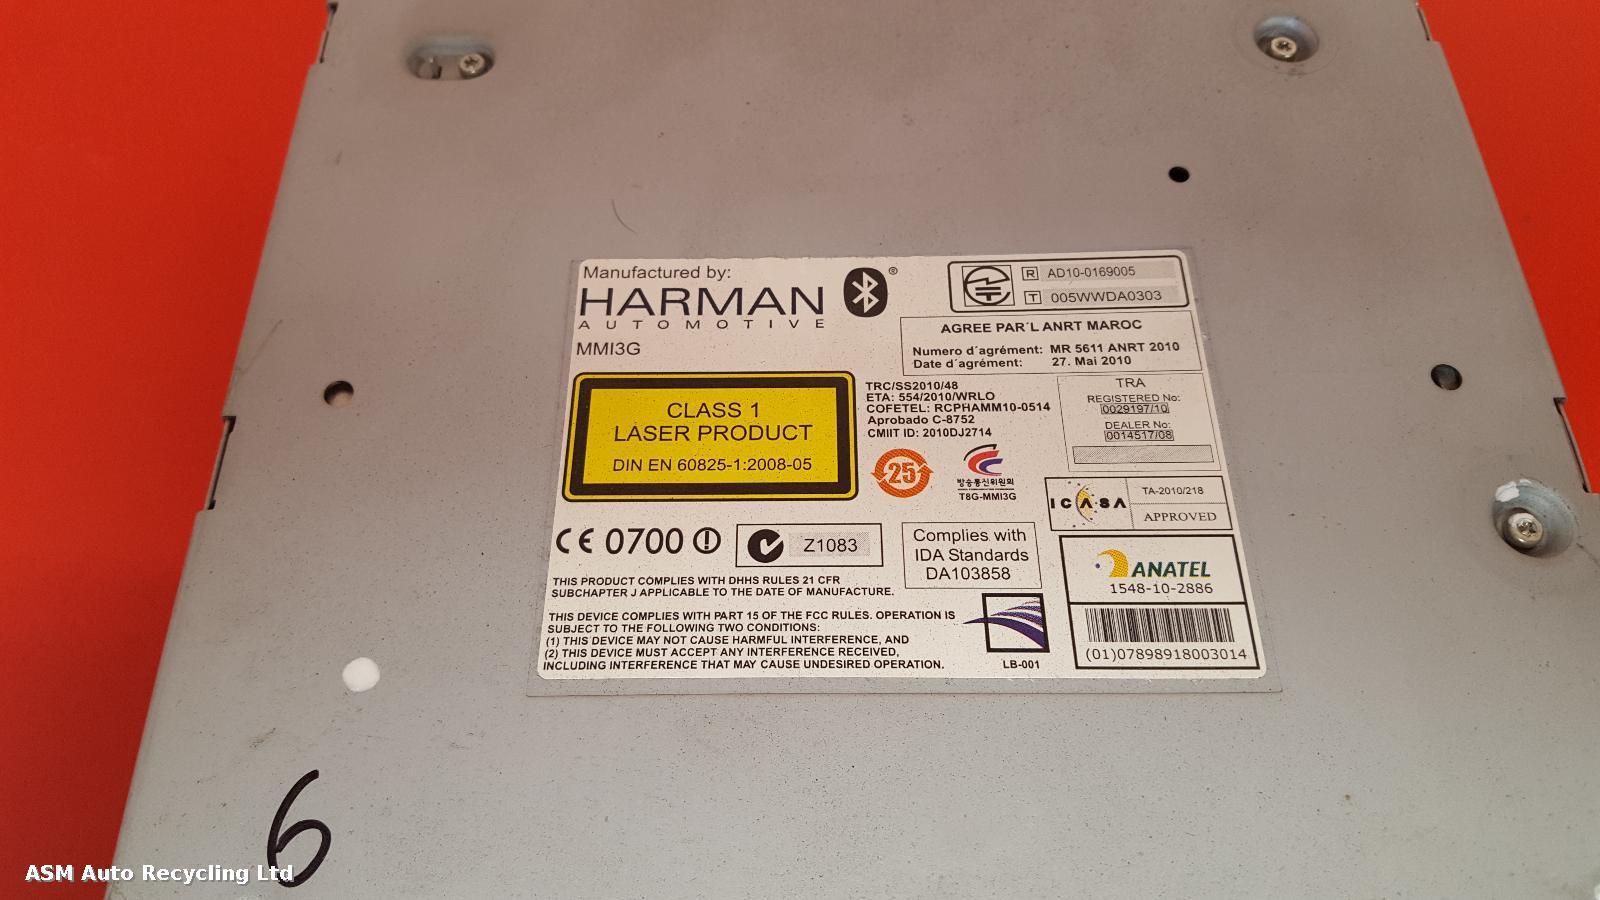 Manufactured by:
HARMAN
AUTOMOTIVE
®
MMI3G
R AD10-0169005
T 005WWDA0303
AGREE PAR´L ANRT MAROC
Numero d´agrément: MR 5611 ANRT 2010
Date d´agrément: 27. Mai 2010
CLASS 1
LASER PRODUCT
DIN EN 60825-1:2008-05
TRC/SS2010/48
ETA: 554/2010/WRLO
COFETEL: RCPHAMM10-0514
Aprobado C-8752
CMIIT ID: 2010DJ2714
TRA
REGISTERED No:
0029197/10
DEALER No:
0014517/08
25
방송통신위원회
T8G-MMI3G
ICASA
TA-2010/218
APPROVED
CE 0700
Z1083
Complies with
IDA Standards
DA103858
ANATEL
1548-10-2886
(01)07898918003014
THIS PRODUCT COMPLIES WITH DHHS RULES 21 CFR
SUBCHAPTER J APPLICABLE TO THE DATE OF MANUFACTURE.
THIS DEVICE COMPLIES WITH PART 15 OF THE FCC RULES. OPERATION IS
SUBJECT TO THE FOLLOWING TWO CONDITIONS:
(1) THIS DEVICE MAY NOT CAUSE HARMFUL INTERFERENCE, AND
(2) THIS DEVICE MUST ACCEPT ANY INTERFERENCE RECEIVED,
INCLUDING INTERFERENCE THAT MAY CAUSE UNDESIRED OPERATION.
LB-001
6
ASM Auto Recycling Ltd